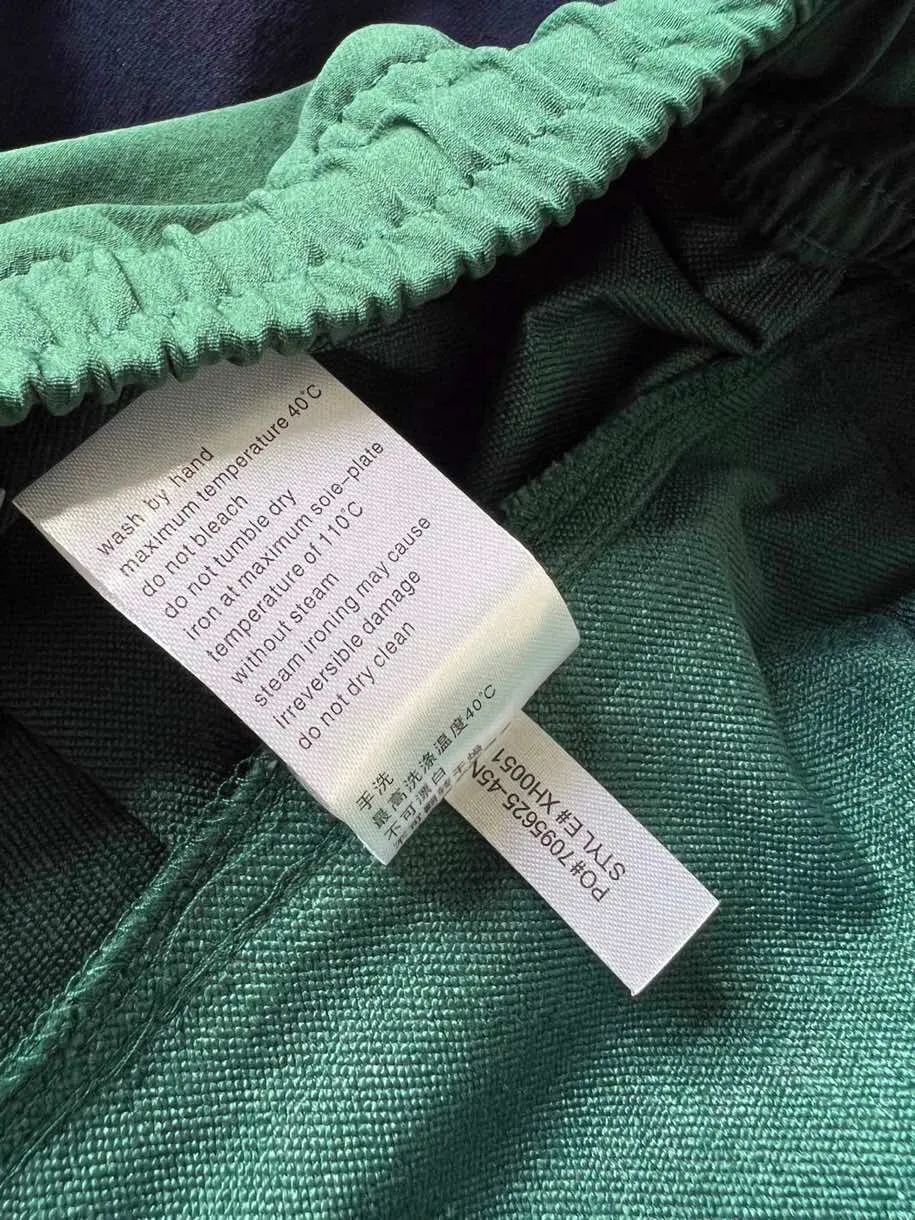 wash by hand
maximum temperature 40°C
do not bleach
do not tumble dry
iron at maximum sole-plate
temperature of 110°C
without steam
steam ironing may cause
irreversible damage
do not dry clean
手洗
最高洗涤温度40°C
不可漂白
PO#7095625-45N
STYLE# XH0051